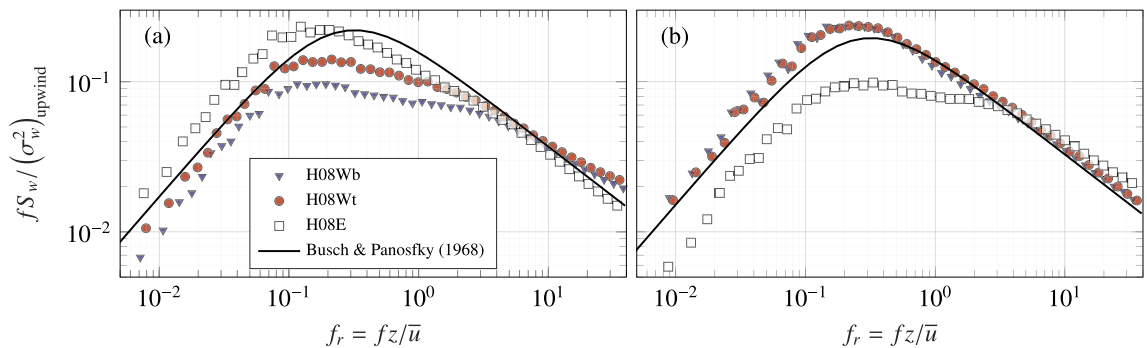 (a)
(b)
fS_w/(σ_w^2)_upwind
10^−1
10^−2
H08Wb
H08Wt
H08E
Busch & Panosfky (1968)
10^−2 10^−1 10^0 10^1
10^−2 10^−1 10^0 10^1
f_r = fz/u̅
f_r = fz/u̅